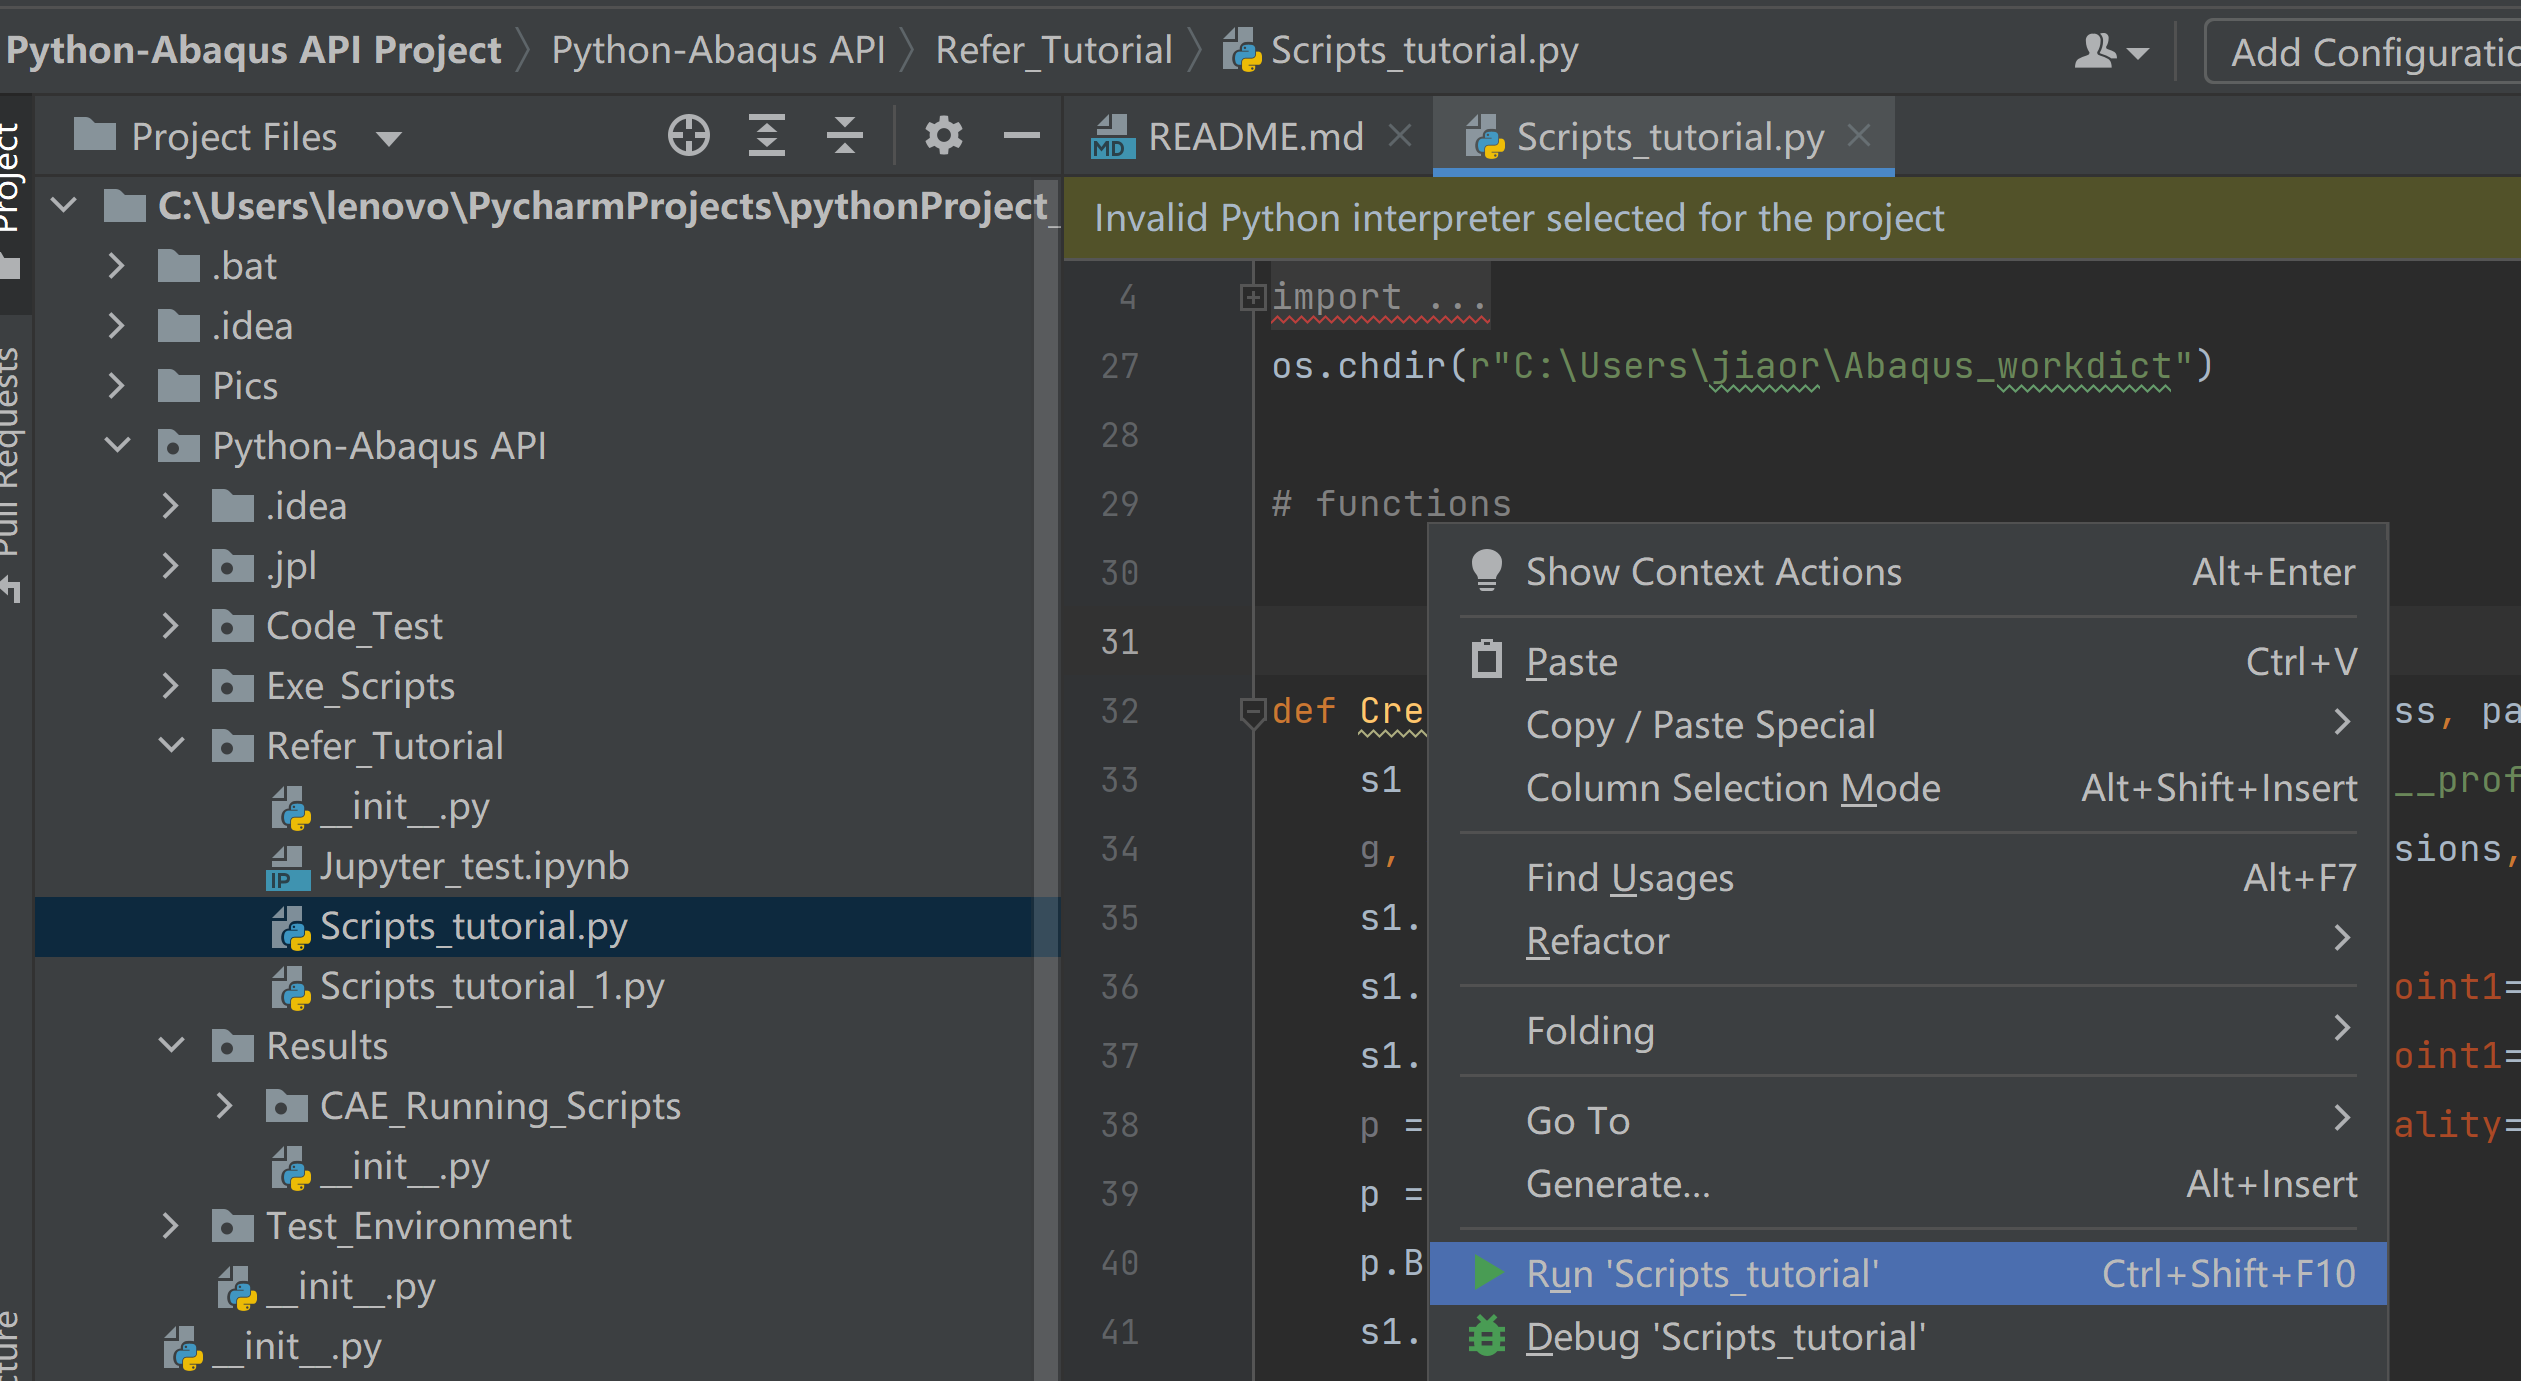 Python-Abaqus API Project Python-Abaqus API Refer_Tutorial Scripts_tutorial.py
Project Files
README.md Scripts_tutorial.py
Project
Pull Requests
C:\Users\lenovo\PycharmProjects\pythonProject_
.bat
.idea
Pics
Python-Abaqus API
.idea
.jpl
Code_Test
Exe_Scripts
Refer_Tutorial
__init__.py
Jupyter_test.ipynb
Scripts_tutorial.py
Scripts_tutorial_1.py
Results
CAE_Running_Scripts
__init__.py
Test_Environment
__init__.py
__init__.py
Invalid Python interpreter selected for the project
4 import ...
27 os.chdir(r"C:\Users\jiaor\Abaqus_workdict")
28
29 # functions
30
31
32 def Cre ss, pa
33 s1 __prof
34 g, sions,
35 s1.
36 s1. oint1=
37 s1. oint1=
38 p = ality=
39 p =
40 p.B
41 s1.
Show Context Actions Alt+Enter
Paste Ctrl+V
Copy / Paste Special
Column Selection Mode Alt+Shift+Insert
Find Usages Alt+F7
Refactor
Folding
Go To
Generate... Alt+Insert
Run 'Scripts_tutorial' Ctrl+Shift+F10
Debug 'Scripts_tutorial'